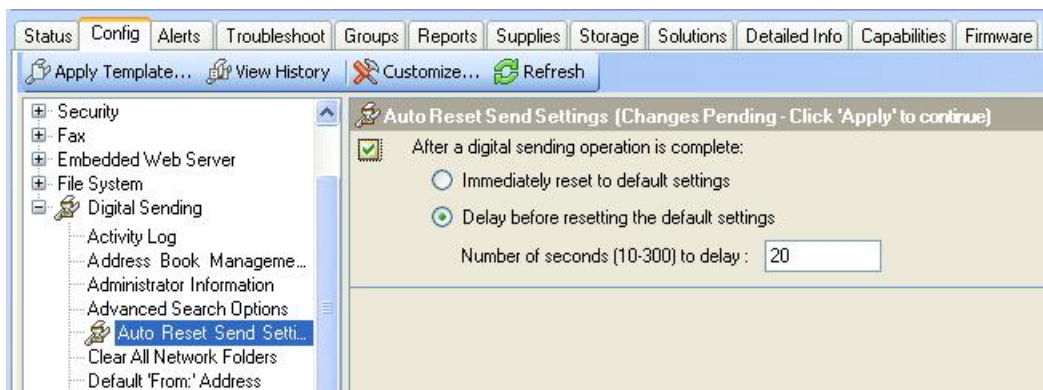 Status Config Alerts Troubleshoot Groups Reports Supplies Storage Solutions Detailed Info Capabilities Firmware
Apply Template... View History Customize... Refresh
Security
Fax
Embedded Web Server
File System
Digital Sending
Activity Log
Address Book Manageme...
Administrator Information
Advanced Search Options
Auto Reset Send Setti...
Clear All Network Folders
Default 'From:' Address
Auto Reset Send Settings (Changes Pending - Click 'Apply' to continue)
After a digital sending operation is complete:
Immediately reset to default settings
Delay before resetting the default settings
Number of seconds (10-300) to delay : 20